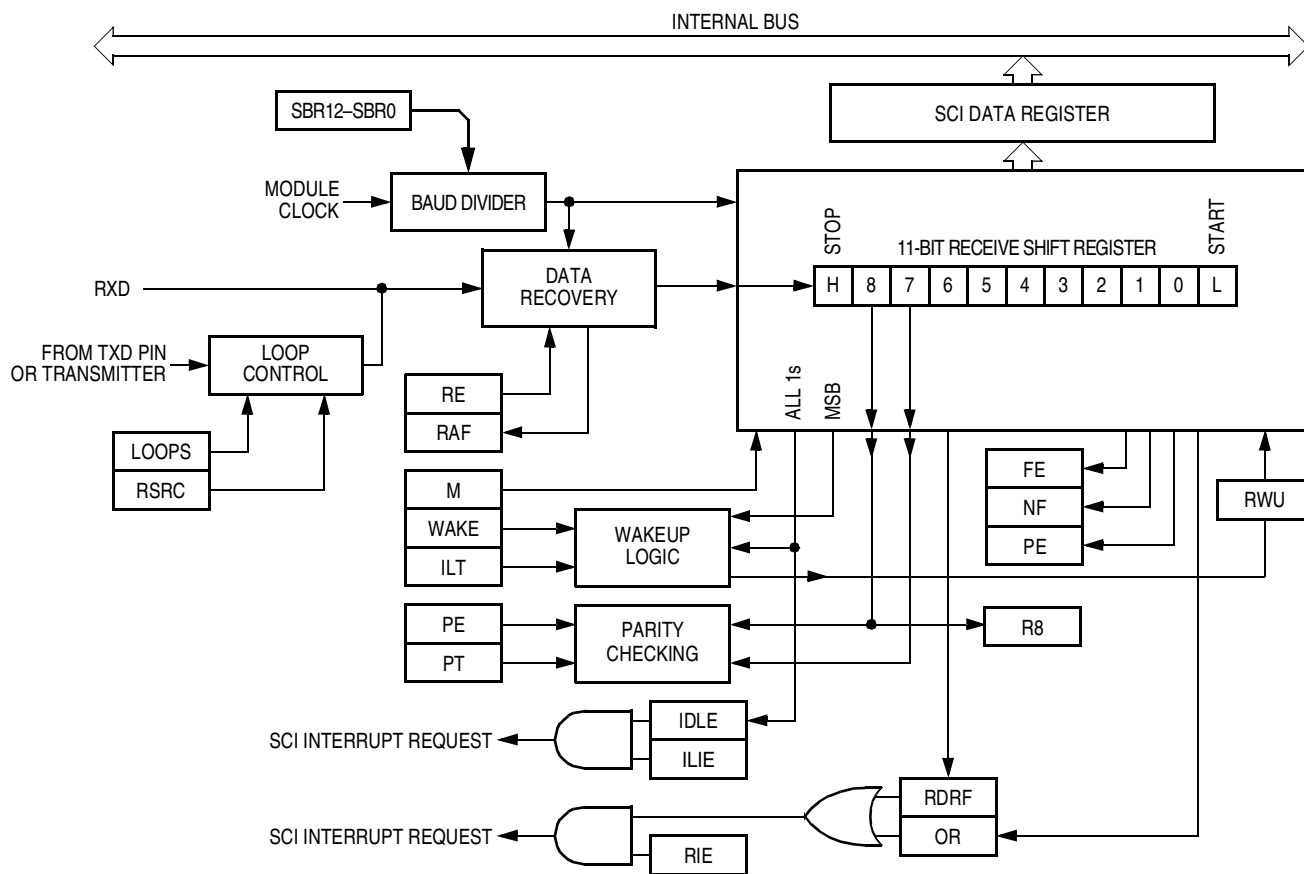 INTERNAL BUS
SBR12–SBR0
SCI DATA REGISTER
MODULE
CLOCK
BAUD DIVIDER
STOP
11-BIT RECEIVE SHIFT REGISTER
START
H 8 7 6 5 4 3 2 1 0 L
RXD
DATA
RECOVERY
FROM TXD PIN
OR TRANSMITTER
LOOP
CONTROL
ALL 1s
MSB
RE
RAF
LOOPS
RSRC
M
WAKE
ILT
WAKEUP
LOGIC
FE
NF
PE
RWU
PE
PT
PARITY
CHECKING
R8
IDLE
ILIE
SCI INTERRUPT REQUEST
RDRF
OR
SCI INTERRUPT REQUEST
RIE